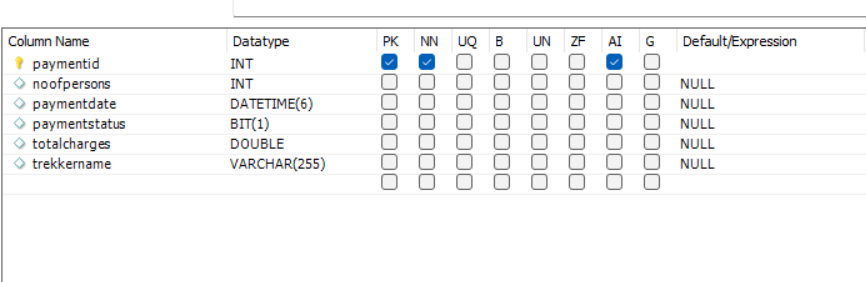 Column Name Datatype PK NN UQ B UN ZF AI G Default/Expression
paymentid INT
noofpersons INT NULL
paymentdate DATETIME(6) NULL
paymentstatus BIT(1) NULL
totalcharges DOUBLE NULL
trekkername VARCHAR(255) NULL